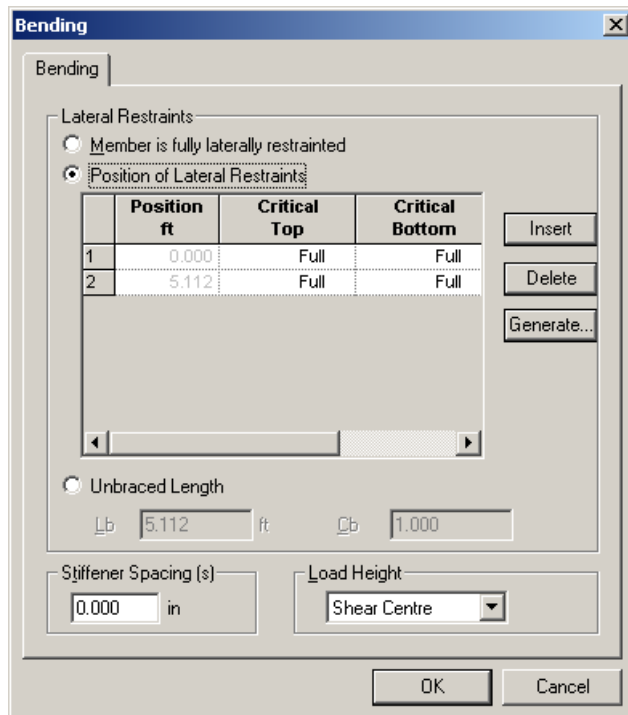 Bending
Bending
Lateral Restraints
Member is fully laterally restrainted
Position of Lateral Restraints
Position ft Critical Top Critical Bottom
1 0.000 Full Full
2 5.112 Full Full
Insert
Delete
Generate...
Unbraced Length
Lb 5.112 ft Cb 1.000
Stiffener Spacing (s)
0.000 in
Load Height
Shear Centre
OK Cancel